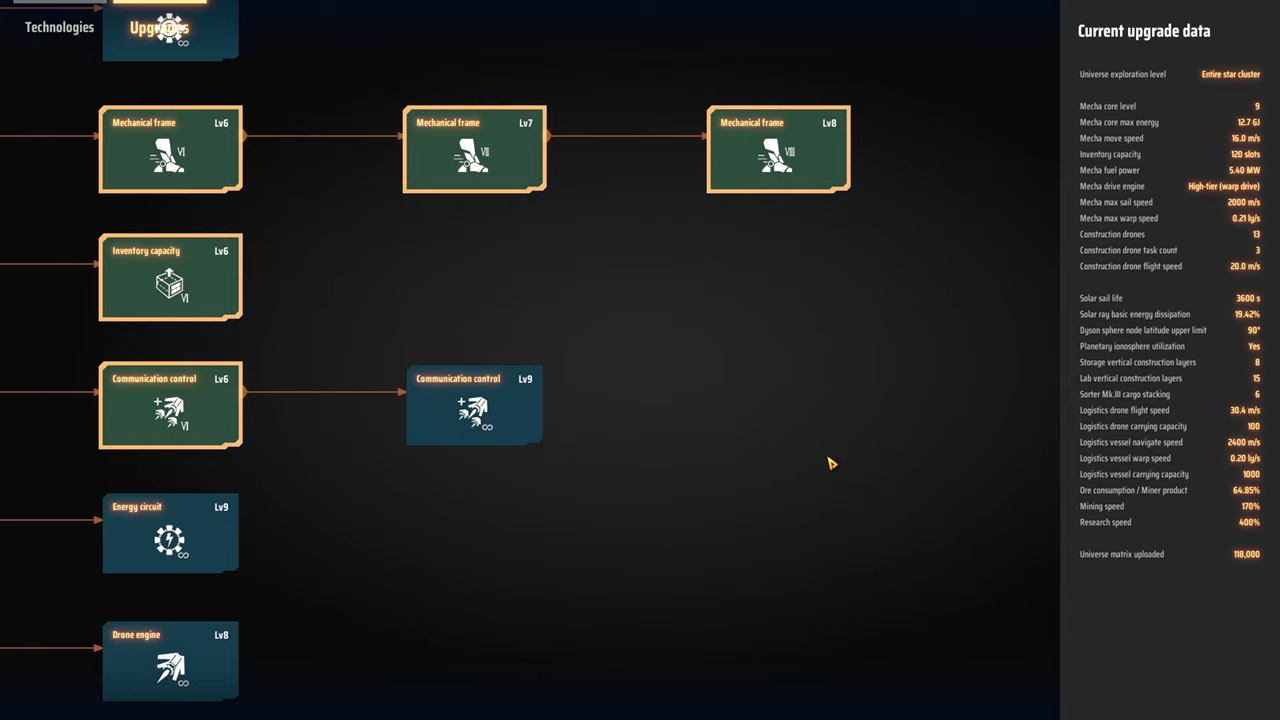 Technologies
Upgrades
Mechanical frame Lv6
VI
Mechanical frame Lv7
VII
Mechanical frame Lv8
VIII
Inventory capacity Lv6
VI
Communication control Lv6
VI
Communication control Lv9
∞
Energy circuit Lv9
∞
Drone engine Lv8
∞
Current upgrade data
Universe exploration level Entire star cluster
Mecha core level 9
Mecha core max energy 12.7 GJ
Mecha move speed 16.0 m/s
Inventory capacity 120 slots
Mecha fuel power 5.40 MW
Mecha drive engine High-tier (warp drive)
Mecha max sail speed 2000 m/s
Mecha max warp speed 0.21 ly/s
Construction drones 13
Construction drone task count 3
Construction drone flight speed 20.0 m/s
Solar sail life 3600 s
Solar ray basic energy dissipation 19.42%
Dyson sphere node latitude upper limit 90°
Planetary ionosphere utilization Yes
Storage vertical construction layers 8
Lab vertical construction layers 15
Sorter Mk.III cargo stacking 6
Logistics drone flight speed 30.4 m/s
Logistics drone carrying capacity 100
Logistics vessel navigate speed 2400 m/s
Logistics vessel warp speed 0.20 ly/s
Logistics vessel carrying capacity 1000
Ore consumption / Miner product 64.85%
Mining speed 170%
Research speed 400%
Universe matrix uploaded 118,000